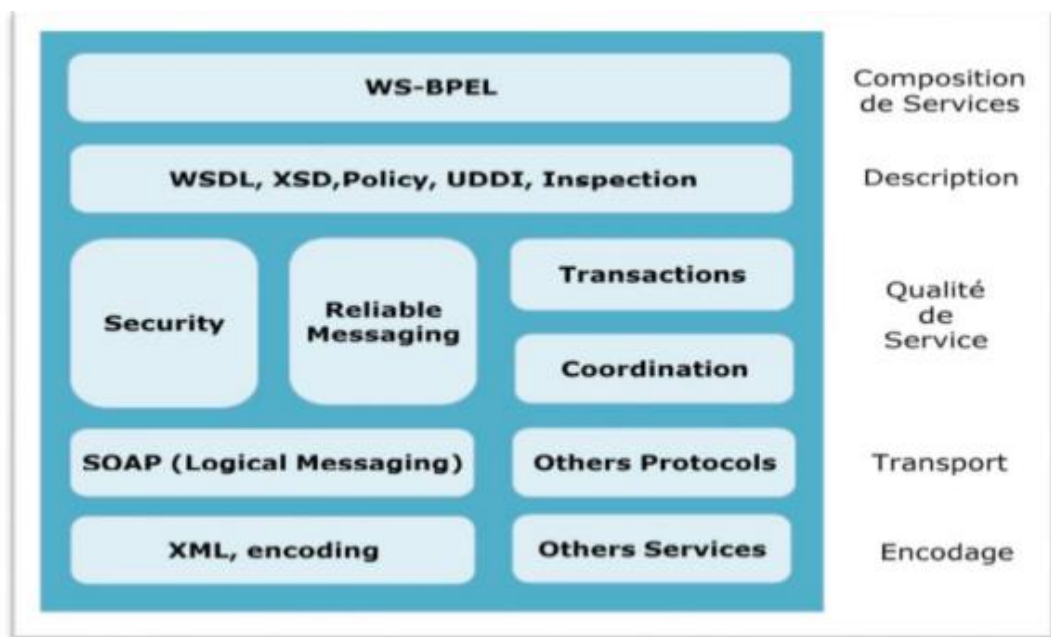 WS-BPEL
Composition
de Services
WSDL, XSD,Policy, UDDI, Inspection
Description
Security
Reliable
Messaging
Transactions
Coordination
Qualité
de
Service
SOAP (Logical Messaging)
Others Protocols
Transport
XML, encoding
Others Services
Encodage